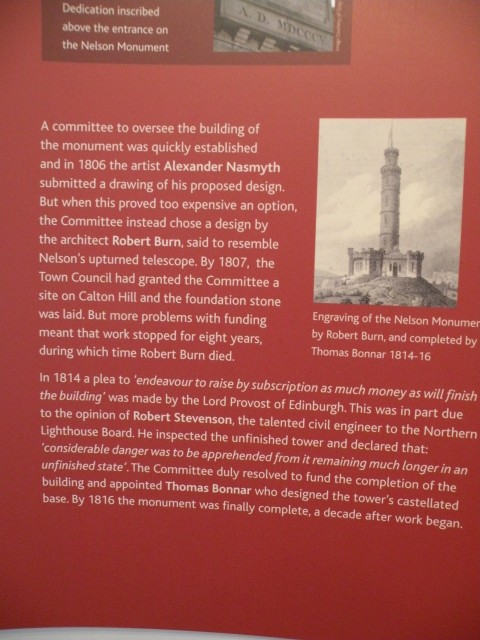 Dedication inscribed
above the entrance on
the Nelson Monument
A. D. MDCCCV
A committee to oversee the building of
the monument was quickly established
and in 1806 the artist Alexander Nasmyth
submitted a drawing of his proposed design.
But when this proved too expensive an option,
the Committee instead chose a design by
the architect Robert Burn, said to resemble
Nelson's upturned telescope. By 1807, the
Town Council had granted the Committee a
site on Calton Hill and the foundation stone
was laid. But more problems with funding
meant that work stopped for eight years,
during which time Robert Burn died.
Engraving of the Nelson Monumen
by Robert Burn, and completed by
Thomas Bonnar 1814-16
In 1814 a plea to 'endeavour to raise by subscription as much money as will finish
the building' was made by the Lord Provost of Edinburgh. This was in part due
to the opinion of Robert Stevenson, the talented civil engineer to the Northern
Lighthouse Board. He inspected the unfinished tower and declared that:
'considerable danger was to be apprehended from it remaining much longer in an
unfinished state'. The Committee duly resolved to fund the completion of the
building and appointed Thomas Bonnar who designed the tower's castellated
base. By 1816 the monument was finally complete, a decade after work began.